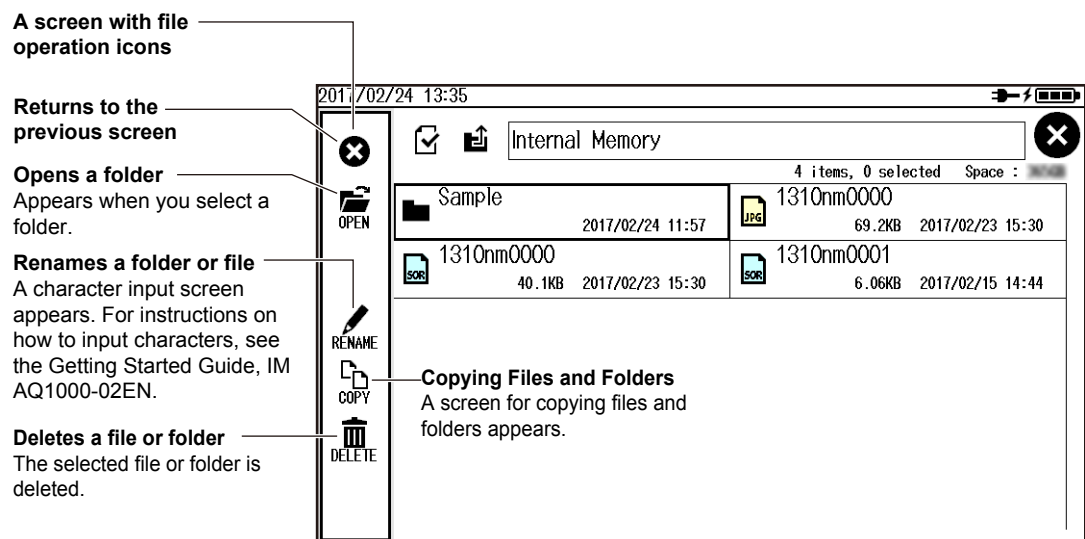 A screen with file
operation icons
Returns to the
previous screen
Opens a folder
Appears when you select a
folder.
Renames a folder or file
A character input screen
appears. For instructions on
how to input characters, see
the Getting Started Guide, IM
AQ1000-02EN.
Deletes a file or folder
The selected file or folder is
deleted.
2017/02/24 13:35
Internal Memory
4 items, 0 selected Space :
OPEN
Sample
2017/02/24 11:57
JPG
1310nm0000
69.2KB 2017/02/23 15:30
SOR
1310nm0000
40.1KB 2017/02/23 15:30
SOR
1310nm0001
6.06KB 2017/02/15 14:44
RENAME
COPY
DELETE
Copying Files and Folders
A screen for copying files and
folders appears.